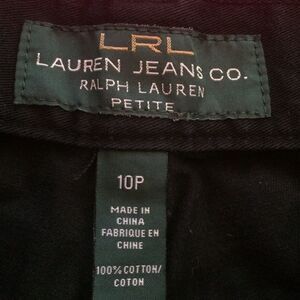 LRL
LAUREN JEANS CO.
RALPH LAUREN
PETITE
10P
MADE IN
CHINA
FABRIQUE EN
CHINE
100% COTTON/
COTON